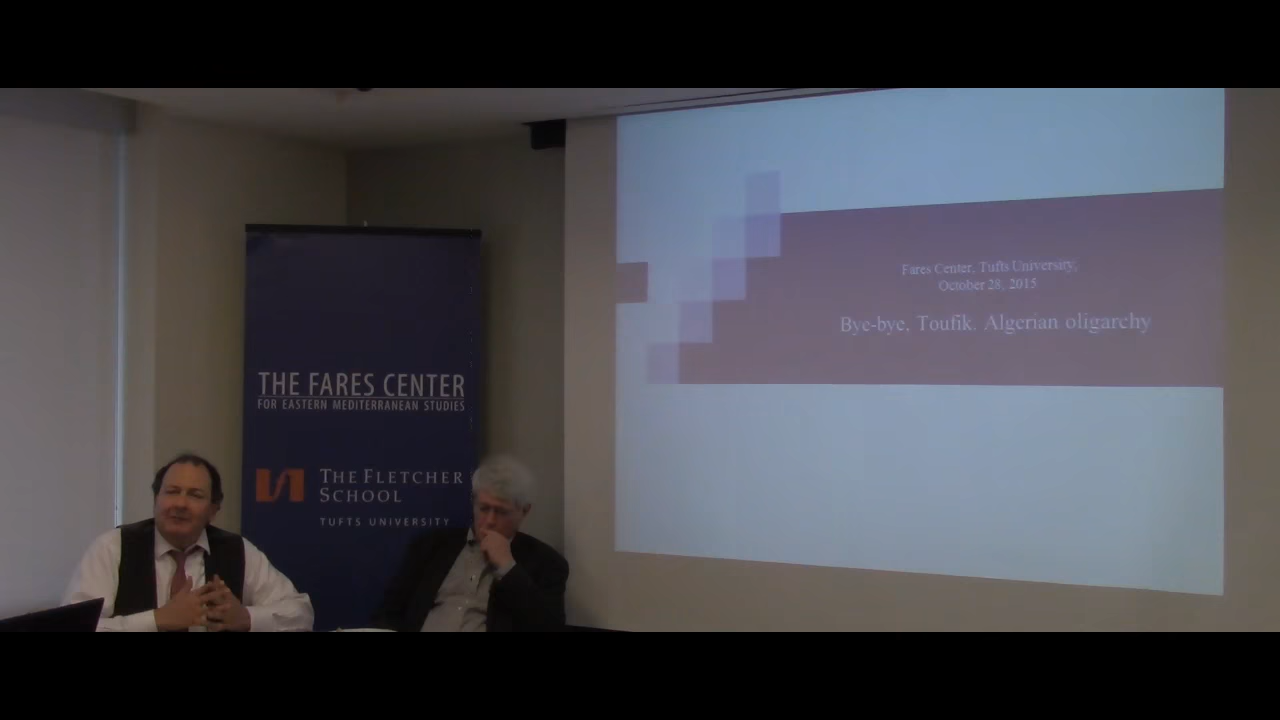 THE FARES CENTER
FOR EASTERN MEDITERRANEAN STUDIES
THE FLETCHER
SCHOOL
TUFTS UNIVERSITY
Fares Center, Tufts University,
October 28, 2015
Bye-bye, Toufik. Algerian oligarchy